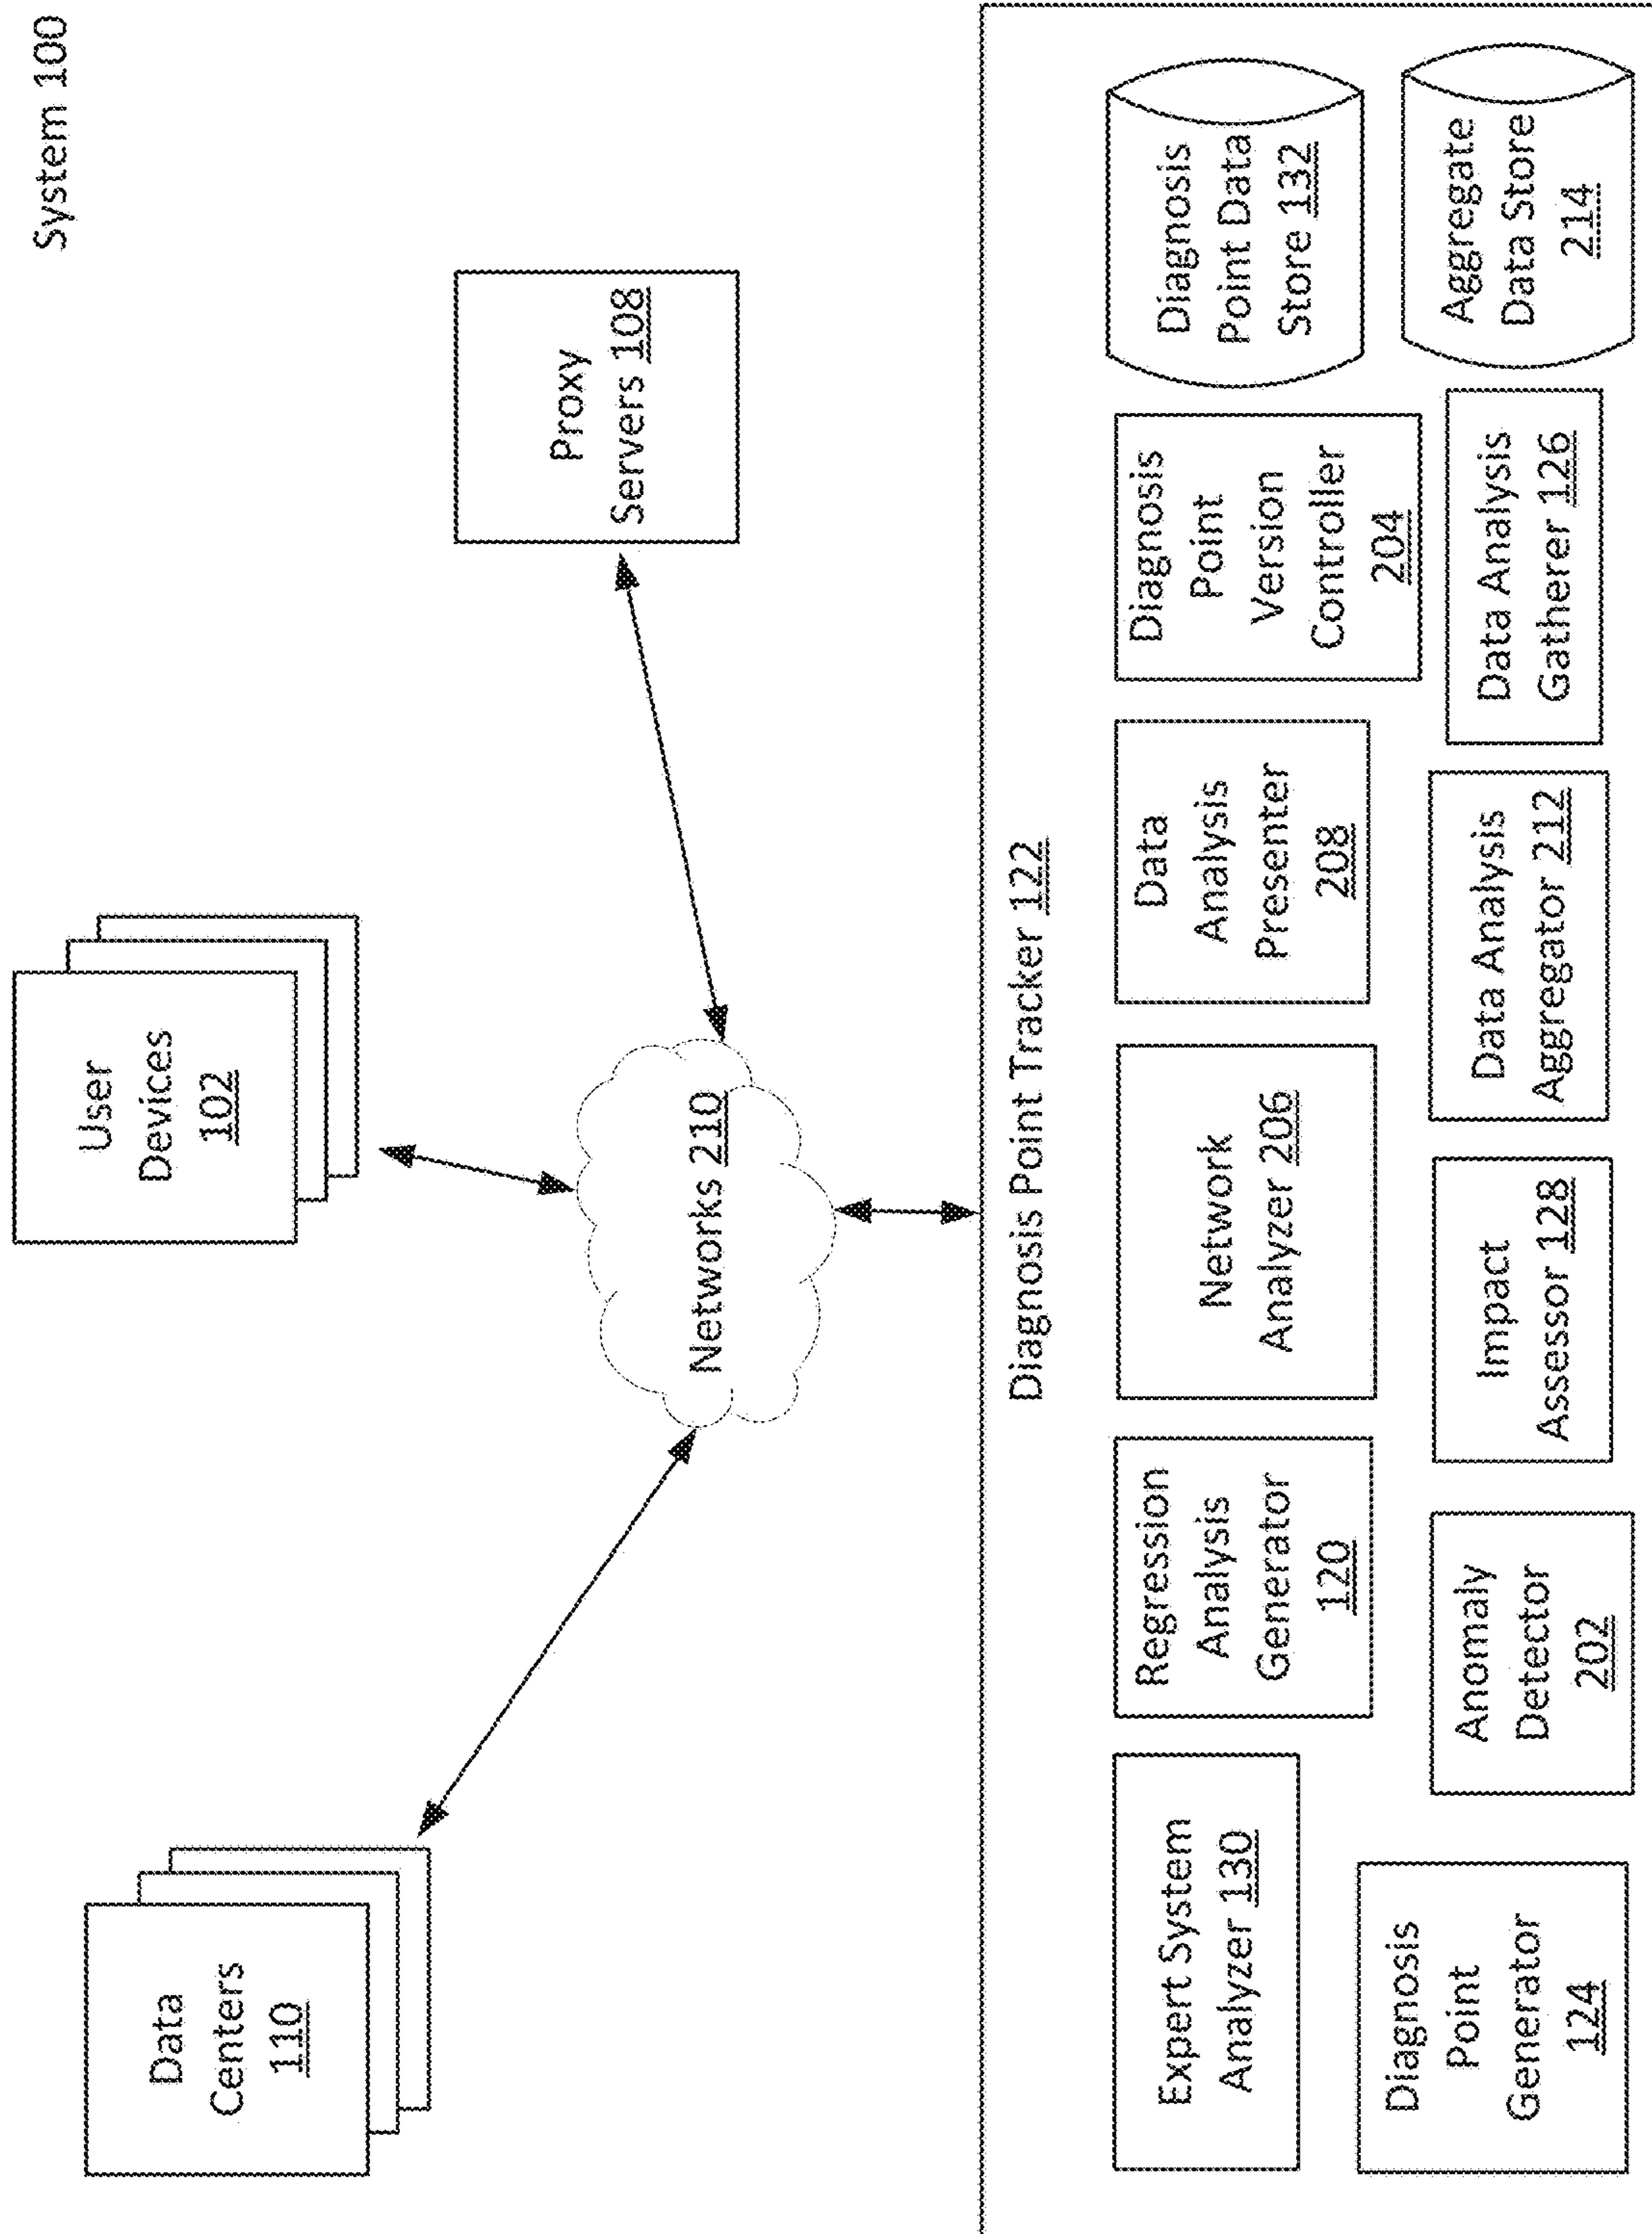 System 100
Data
Centers
110
User
Devices
102
Proxy
Servers 108
Networks 210
Diagnosis Point Tracker 122
Expert System
Analyzer 130
Regression
Analysis
Generator
120
Network
Analyzer 206
Data
Analysis
Presenter
208
Diagnosis
Point
Version
Controller
204
Diagnosis
Point Data
Store 132
Diagnosis
Point
Generator
124
Anomaly
Detector
202
Impact
Assessor 128
Data Analysis
Aggregator 212
Data Analysis
Gatherer 126
Aggregate
Data Store
214